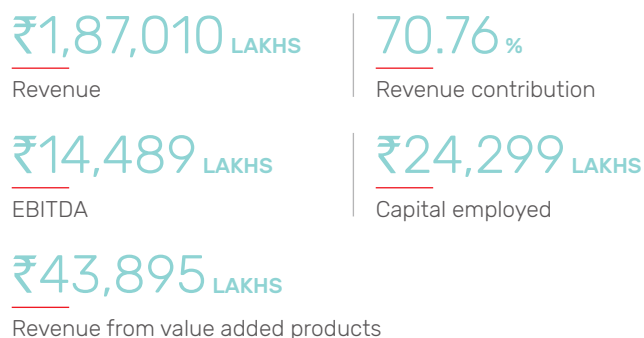 ₹1,87,010 LAKHS
Revenue
70.76 %
Revenue contribution
₹14,489 LAKHS
EBITDA
₹24,299 LAKHS
Capital employed
₹43,895 LAKHS
Revenue from value added products